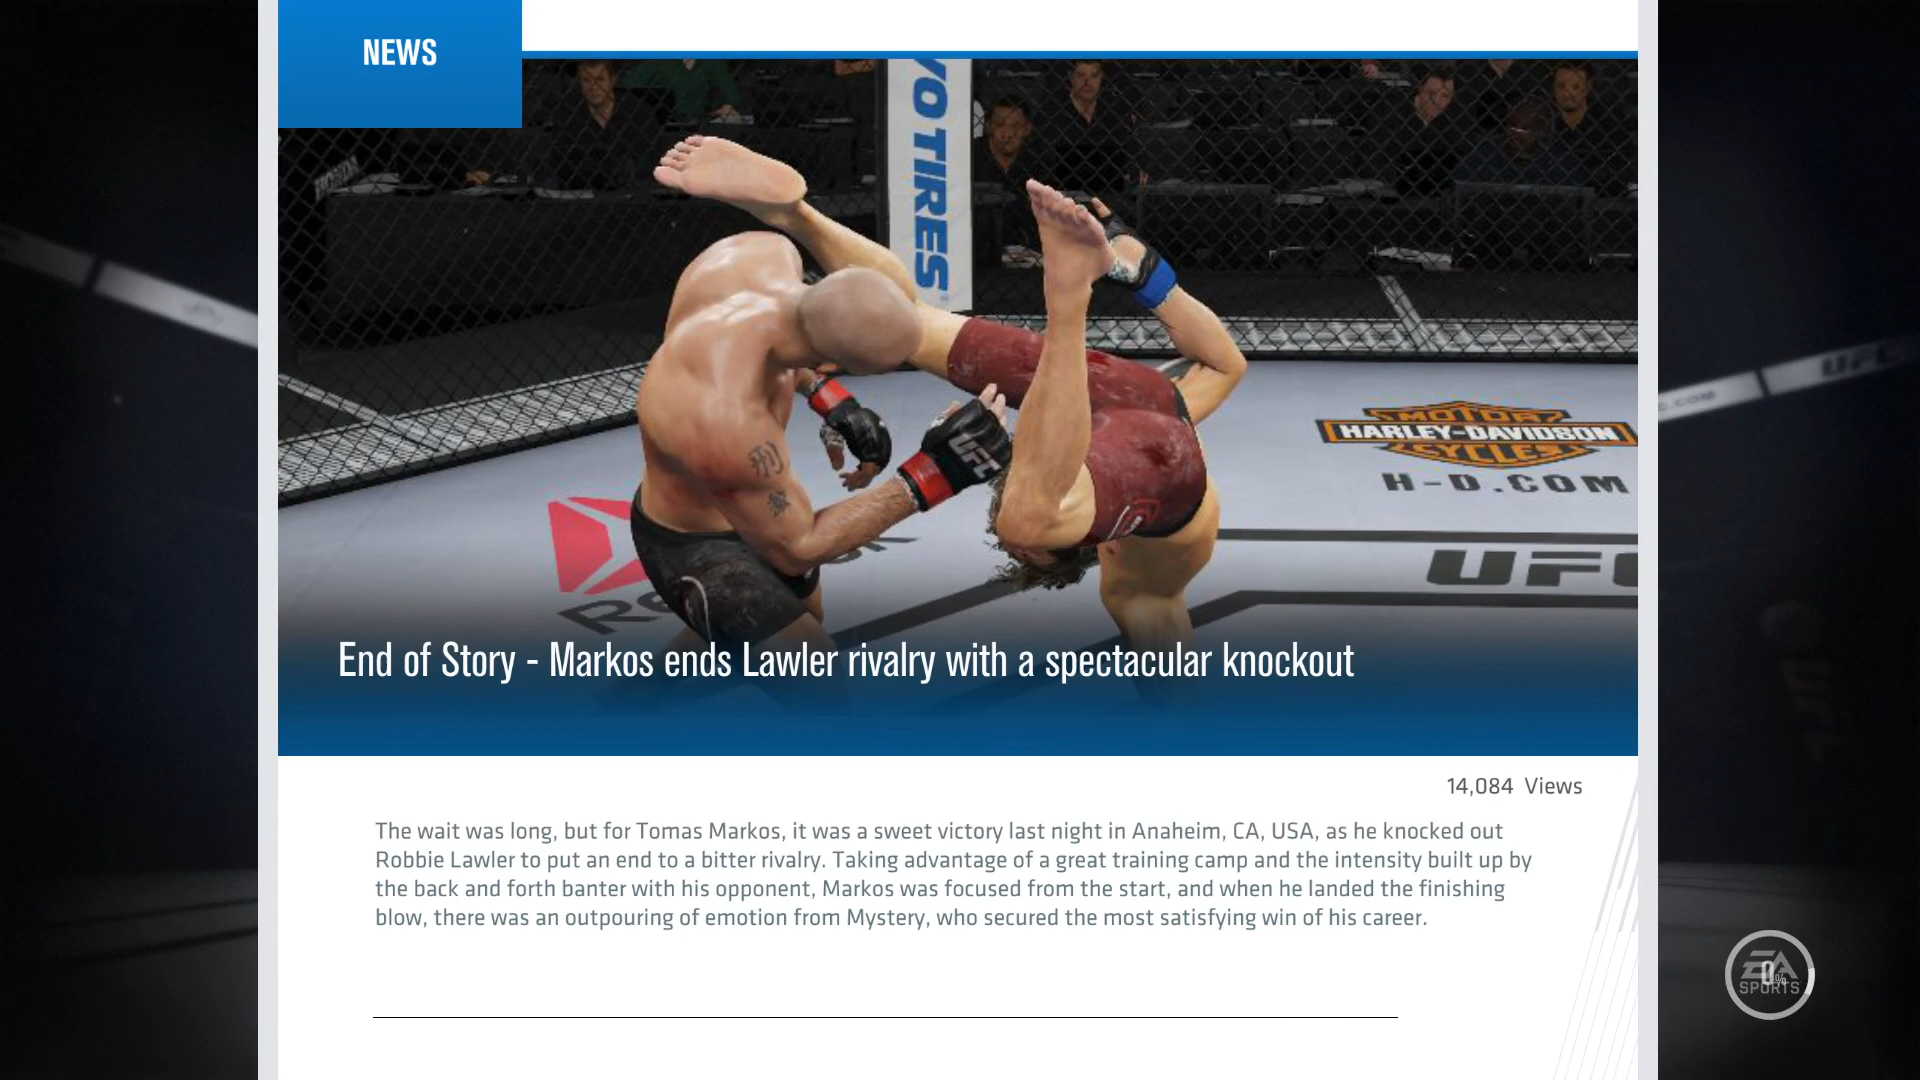 NEWS
VOTIRES
HONDA
MOTOR
HARLEY-DAVIDSON
CYCLES
H-D.COM
UFC
刑
UFC
End of Story - Markos ends Lawler rivalry with a spectacular knockout
14,084 Views
The wait was long, but for Tomas Markos, it was a sweet victory last night in Anaheim, CA, USA, as he knocked out
Robbie Lawler to put an end to a bitter rivalry. Taking advantage of a great training camp and the intensity built up by
the back and forth banter with his opponent, Markos was focused from the start, and when he landed the finishing
blow, there was an outpouring of emotion from Mystery, who secured the most satisfying win of his career.
EA
SPORTS
0%